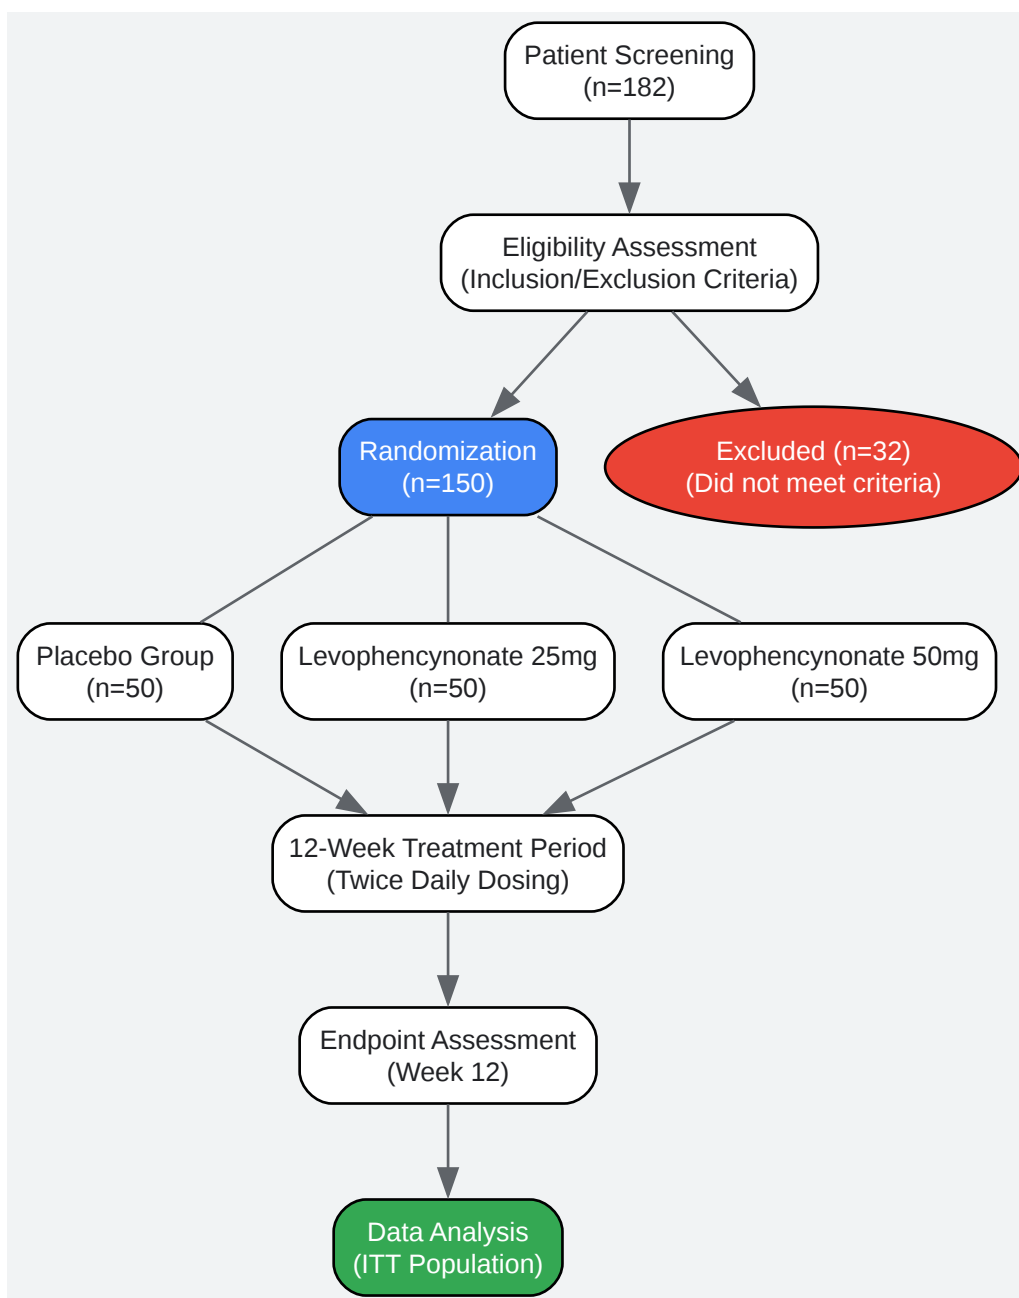 Patient Screening
(n=182)
Eligibility Assessment
(Inclusion/Exclusion Criteria)
Randomization
(n=150)
Excluded (n=32)
(Did not meet criteria)
Placebo Group
(n=50)
Levophencynonate 25mg
(n=50)
Levophencynonate 50mg
(n=50)
12-Week Treatment Period
(Twice Daily Dosing)
Endpoint Assessment
(Week 12)
Data Analysis
(ITT Population)